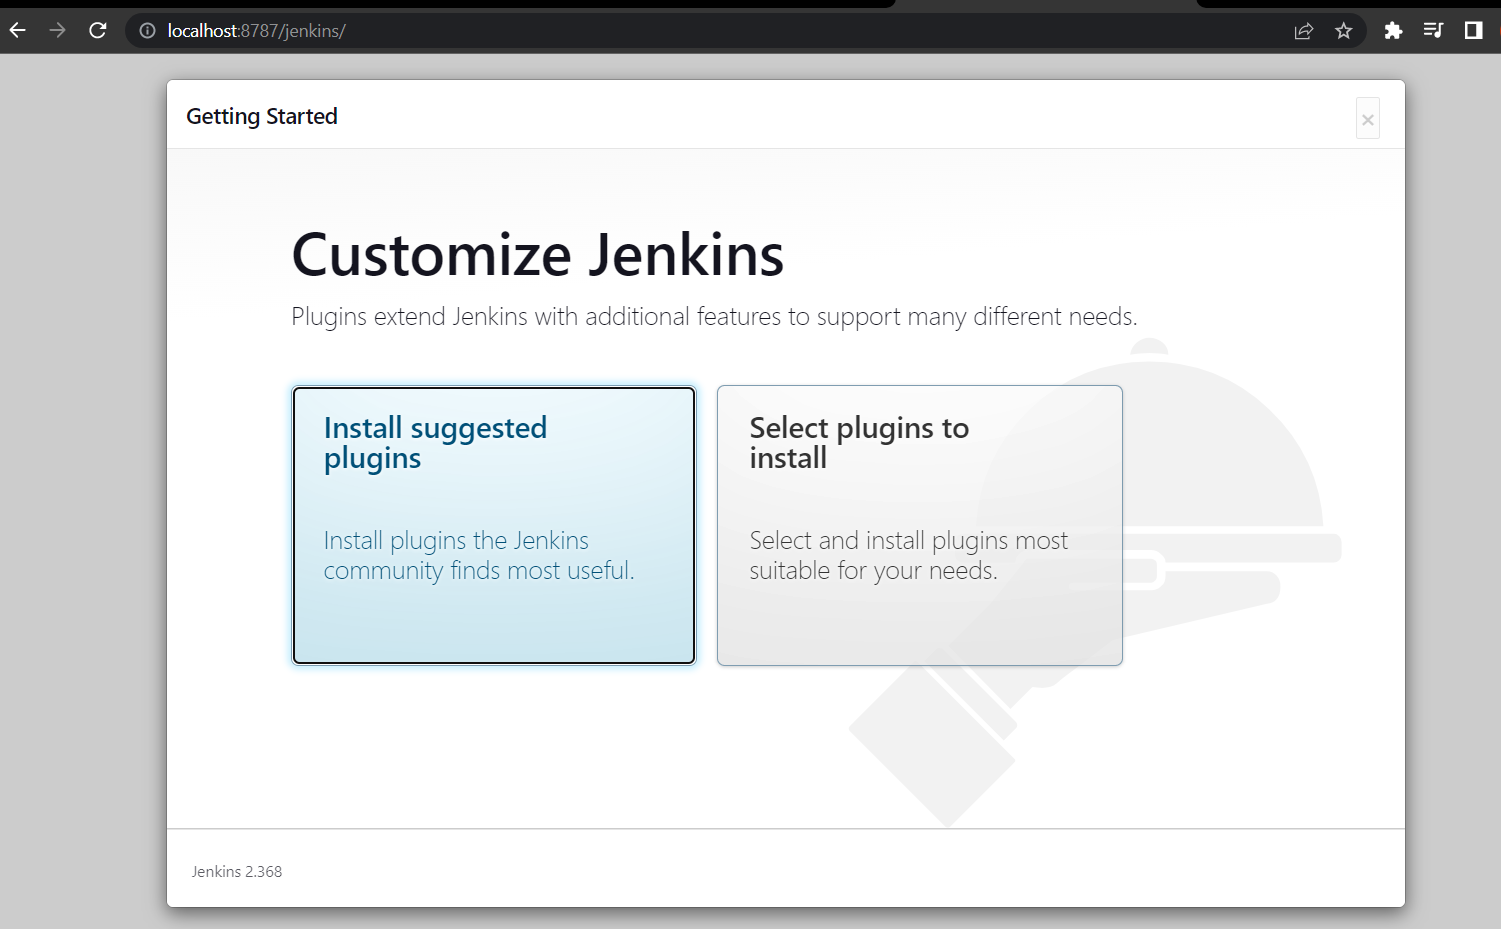 localhost:8787/jenkins/
Getting Started
×
Customize Jenkins
Plugins extend Jenkins with additional features to support many different needs.
Install suggested
plugins
Install plugins the Jenkins
community finds most useful.
Select plugins to
install
Select and install plugins most
suitable for your needs.
Jenkins 2.368